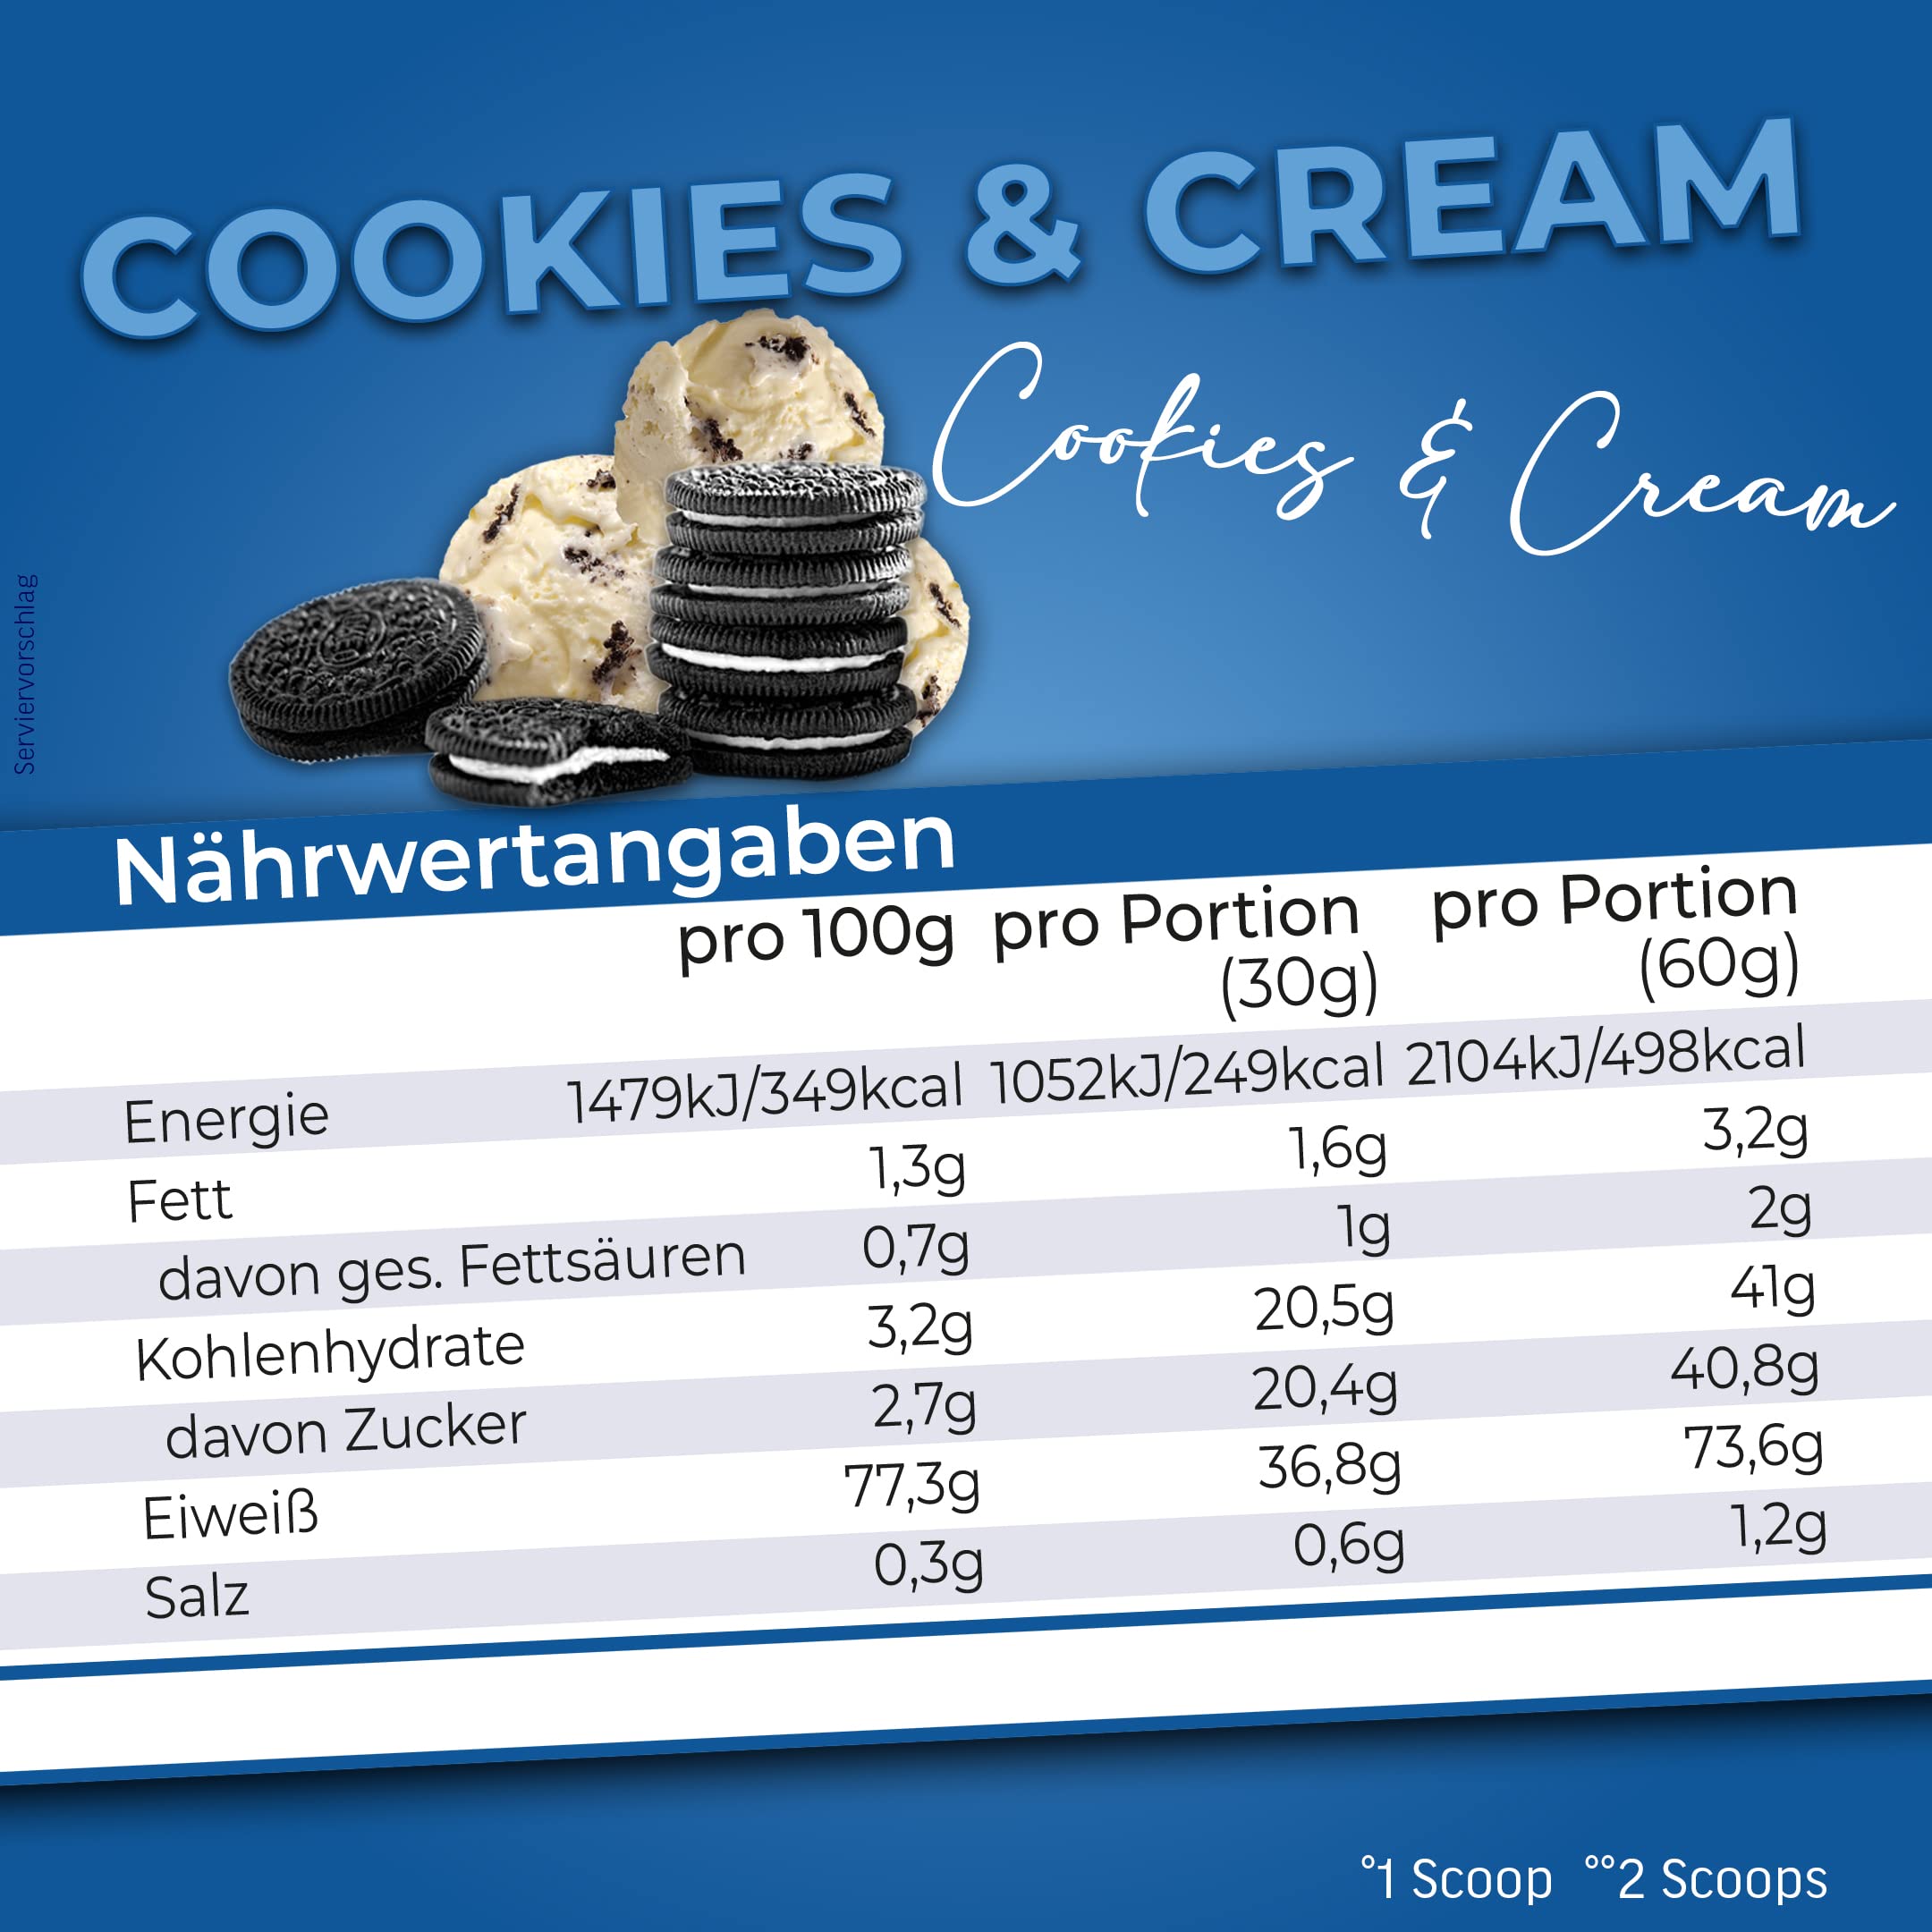 COOKIES & CREAM
Cookies & Cream
Serviervorschlag
Nährwertangaben
pro 100g pro Portion (30g) pro Portion (60g)
Energie 1479kJ/349kcal 1052kJ/249kcal 2104kJ/498kcal
Fett 1,3g 1,6g 3,2g
davon ges. Fettsäuren 0,7g 1g 2g
Kohlenhydrate 3,2g 20,5g 41g
davon Zucker 2,7g 20,4g 40,8g
Eiweiß 77,3g 36,8g 73,6g
Salz 0,3g 0,6g 1,2g
°1 Scoop °°2 Scoops